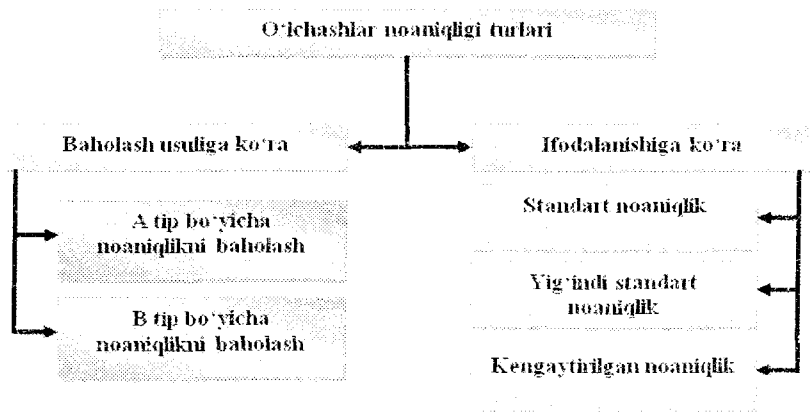 O‘lchashlar noaniqligi turlari
Baholash usuliga ko‘ra
Ifodalanishiga ko‘ra
A tip bo‘yicha
noaniqlikni baholash
B tip bo‘yicha
noaniqlikni baholash
Standart noaniqlik
Yig‘indi standart
noaniqlik
Kengaytirilgan noaniqlik